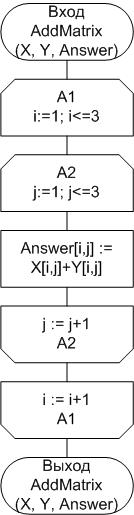 Вход
AddMatrix
(X, Y, Answer)
A1
i:=1; i<=3
A2
j:=1; j<=3
Answer[i,j] :=
X[i,j]+Y[i,j]
j := j+1
A2
i := i+1
A1
Выход
AddMatrix
(X, Y, Answer)